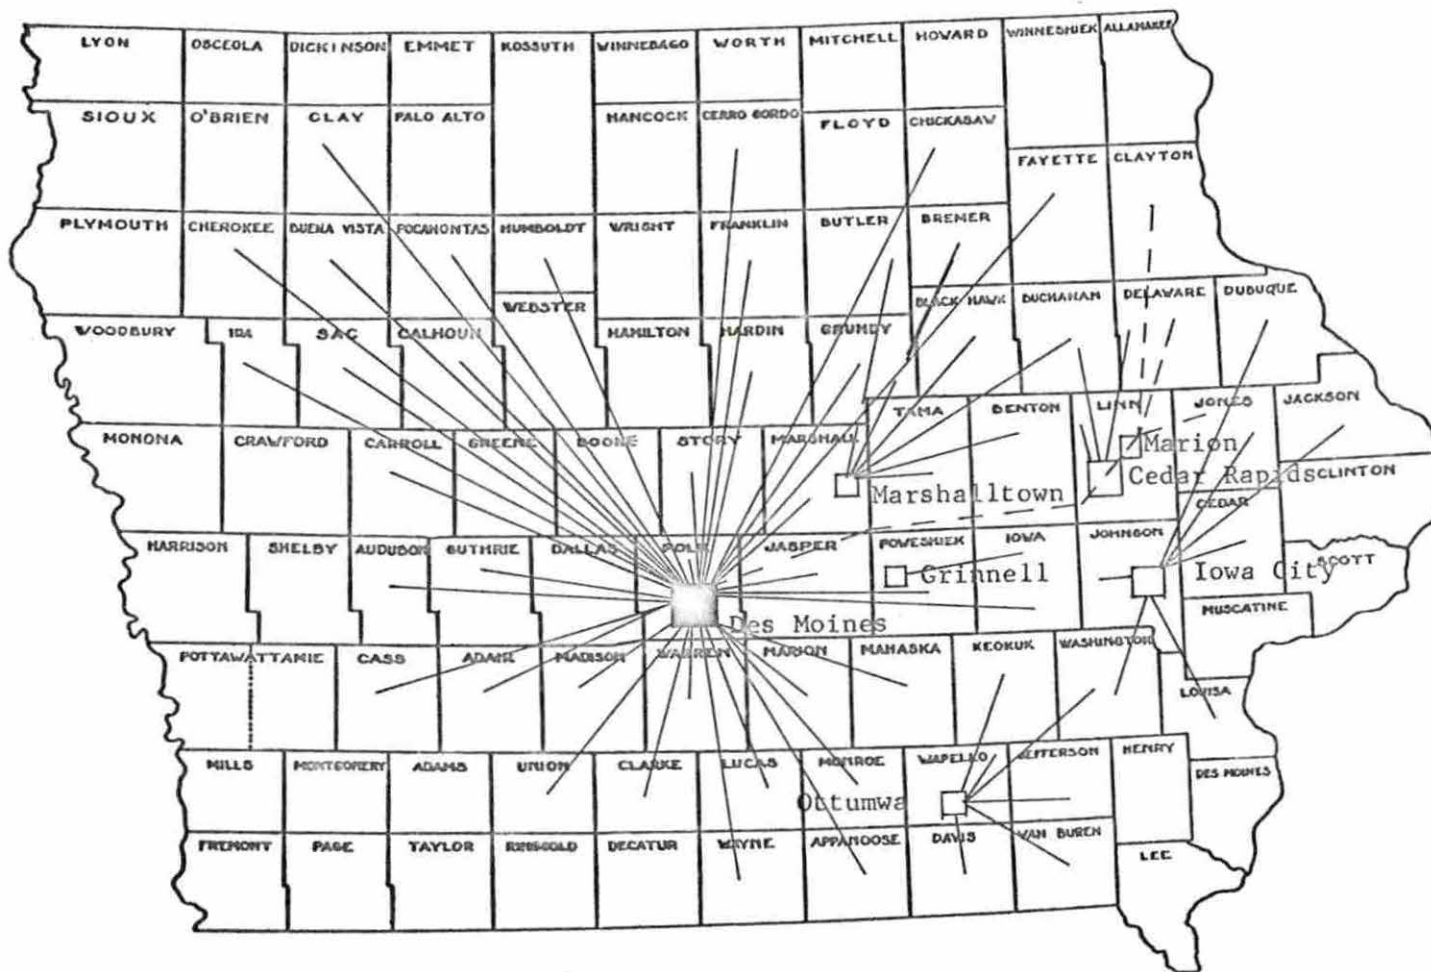 LYON OSCEOLA DICKINSON EMMET KOSSUTH WINNEBAGO WORTH MITCHELL HOWARD WINNESHIEK ALLAMAKEE
SIOUX O'BRIEN CLAY PALO ALTO HANCOCK CERRO GORDO FLOYD CHICKASAW
FAYETTE CLAYTON
PLYMOUTH CHEROKEE BUENA VISTA POCAHONTAS HUMBOLDT WRIGHT FRANKLIN BUTLER BREMER
WEBSTER BLACK HAWK BUCHANAN DELAWARE DUBUQUE
WOODBURY IDA SAC CALHOUN HAMILTON HARDIN GRUNDY
TAMA BENTON LINN JONES JACKSON
MONONA CRAWFORD CARROLL GREENE BOONE STORY MARSHALL
Marion
Cedar Rapids CLINTON
Marshalltown
CEDAR
HARRISON SHELBY AUDUBON GUTHRIE DALLAS POLK JASPER POWESHIEK IOWA JOHNSON
Grinnell Iowa City SCOTT
MUSCATINE
Des Moines
POTTAWATTAMIE CASS ADAIR MADISON WARREN MARION MAHASKA KEOKUK WASHINGTON
LOUISA
MILLS MONTGOMERY ADAMS UNION CLARKE LUCAS MONROE WAPELLO JEFFERSON HENRY
DES MOINES
Ottumwa
FREMONT PAGE TAYLOR RINGGOLD DECATUR WAYNE APPANOOSE DAVIS VAN BUREN
LEE